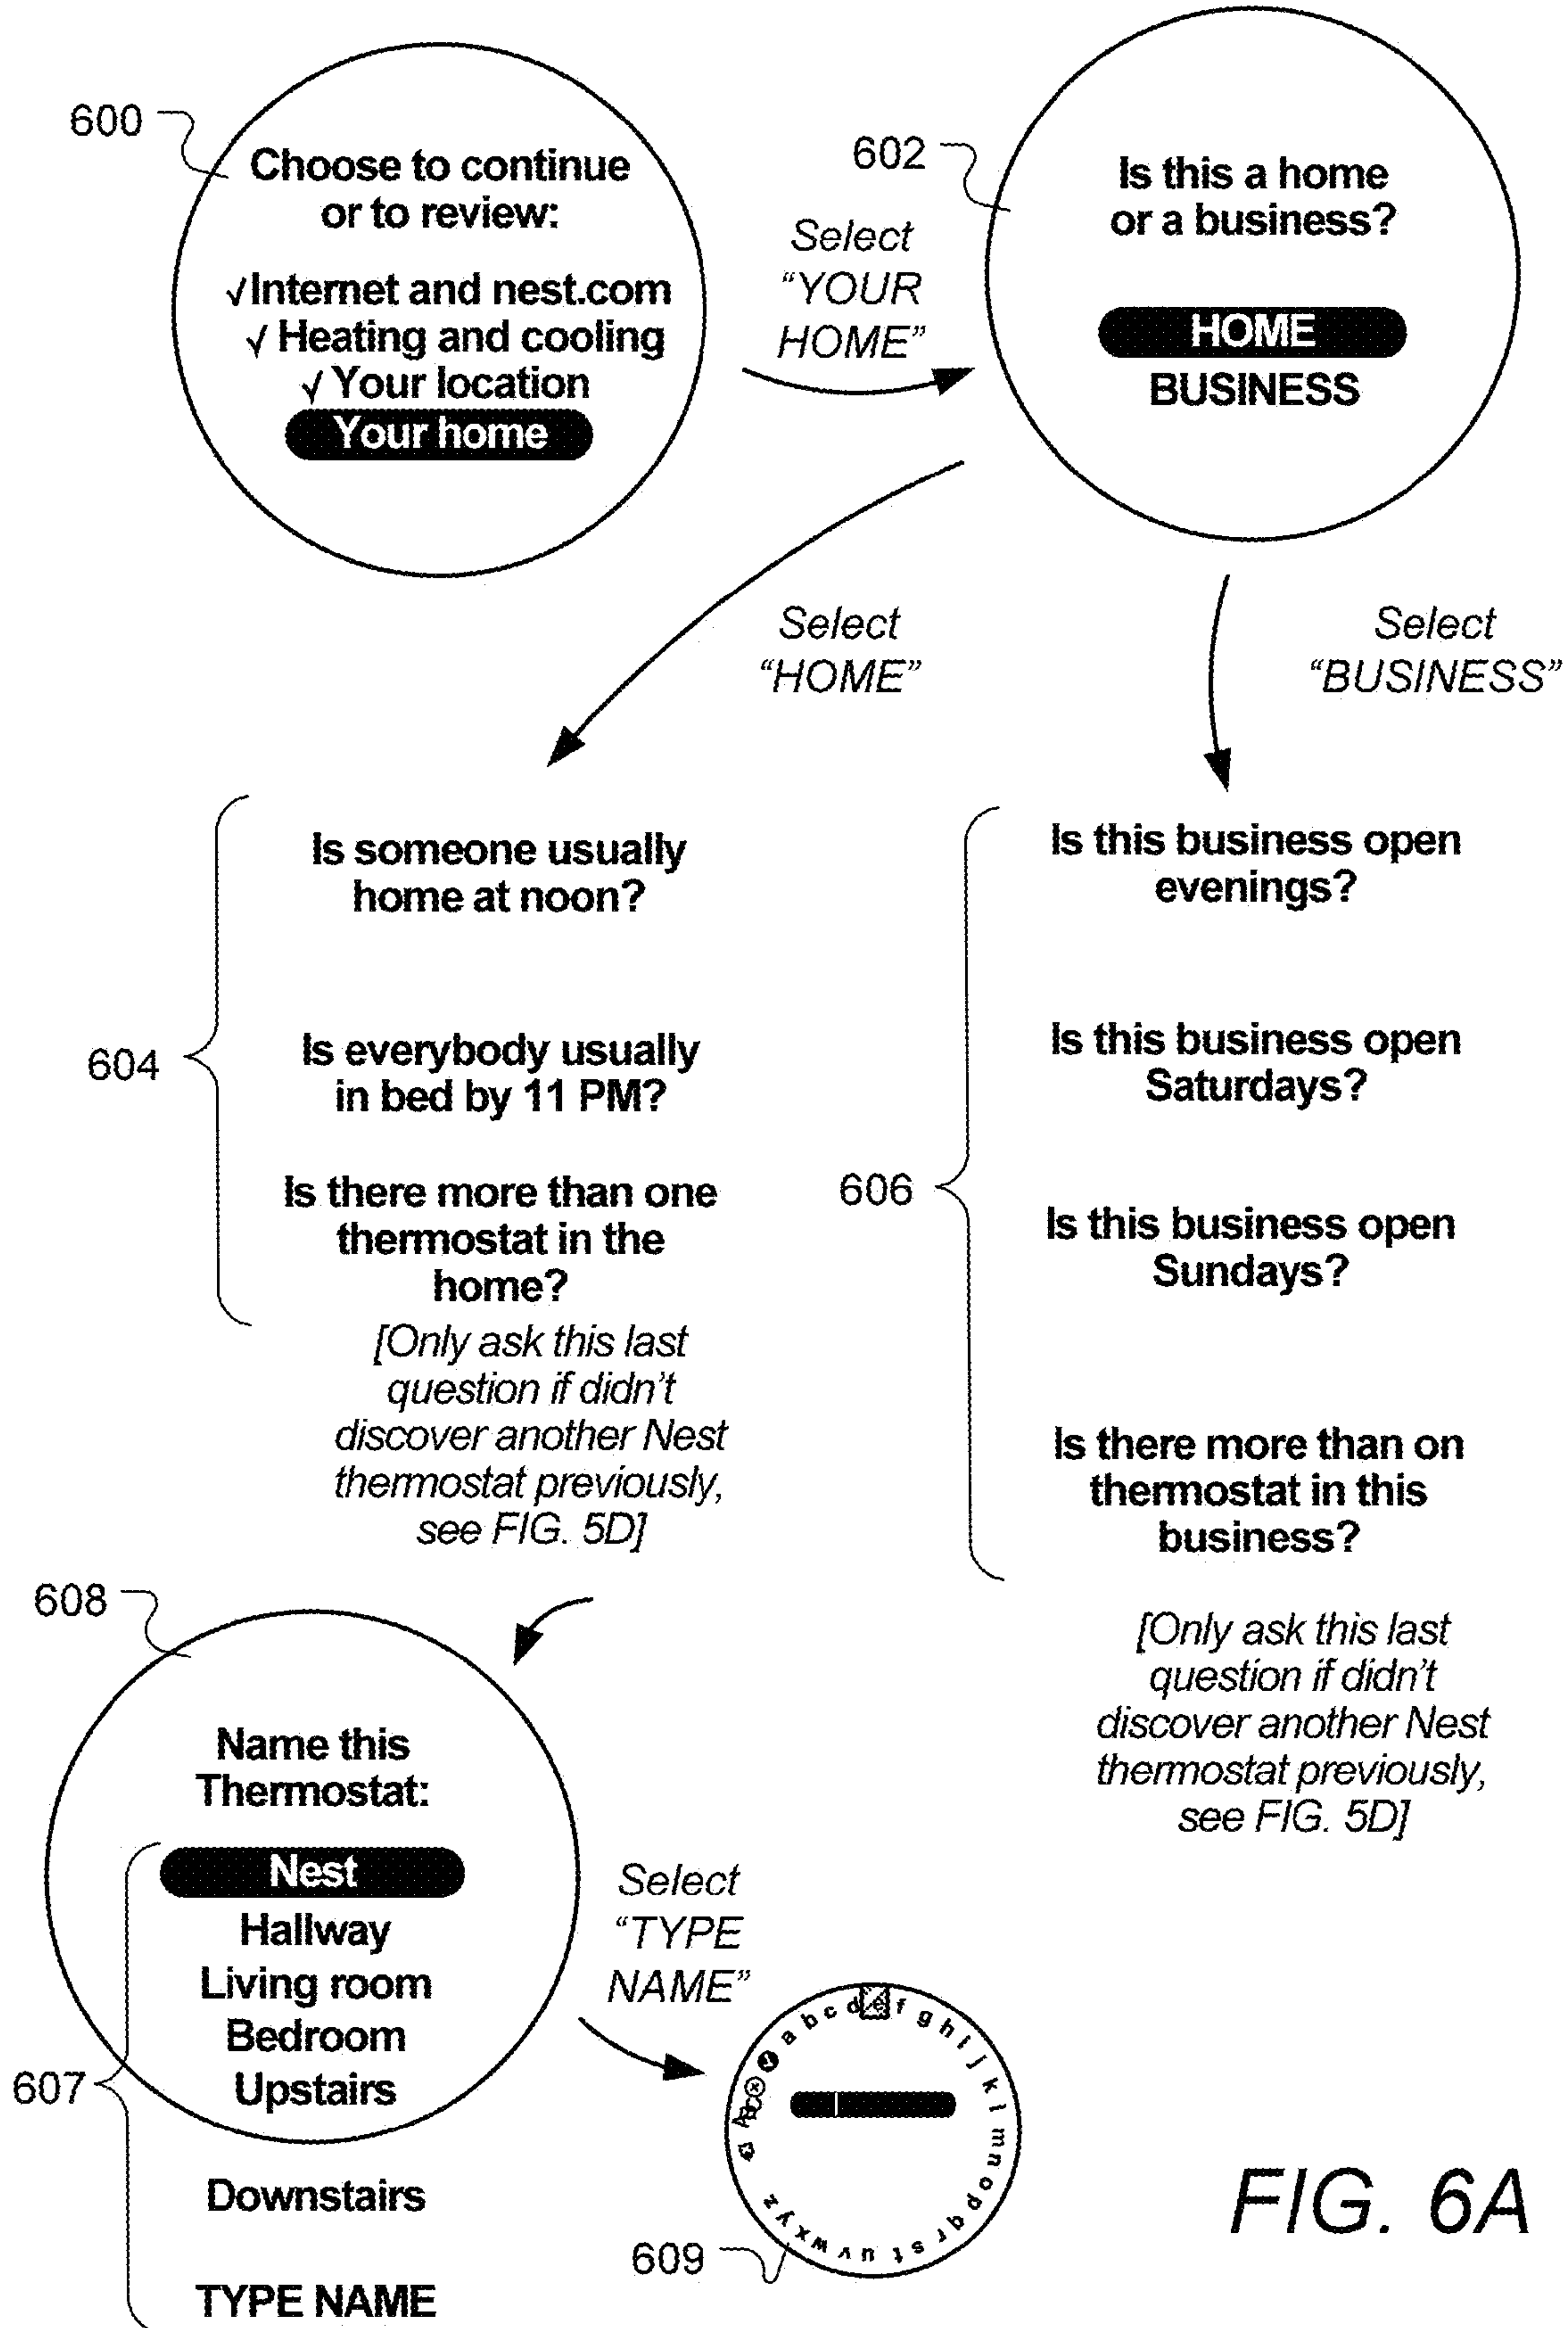 600
Choose to continue
or to review:
√Internet and nest.com
√ Heating and cooling
√ Your location
Your home
Select
“YOUR
HOME”
602
Is this a home
or a business?
HOME
BUSINESS
Select
“HOME”
Select
“BUSINESS”
604
Is someone usually
home at noon?
Is everybody usually
in bed by 11 PM?
Is there more than one
thermostat in the
home?
[Only ask this last
question if didn't
discover another Nest
thermostat previously,
see FIG. 5D]
606
Is this business open
evenings?
Is this business open
Saturdays?
Is this business open
Sundays?
Is there more than on
thermostat in this
business?
[Only ask this last
question if didn't
discover another Nest
thermostat previously,
see FIG. 5D]
608
Name this
Thermostat:
607
Nest
Hallway
Living room
Bedroom
Upstairs
Downstairs
TYPE NAME
Select
“TYPE
NAME”
a b c d e f g h i j k l m n o p q r s t u v w x y z
609
FIG. 6A